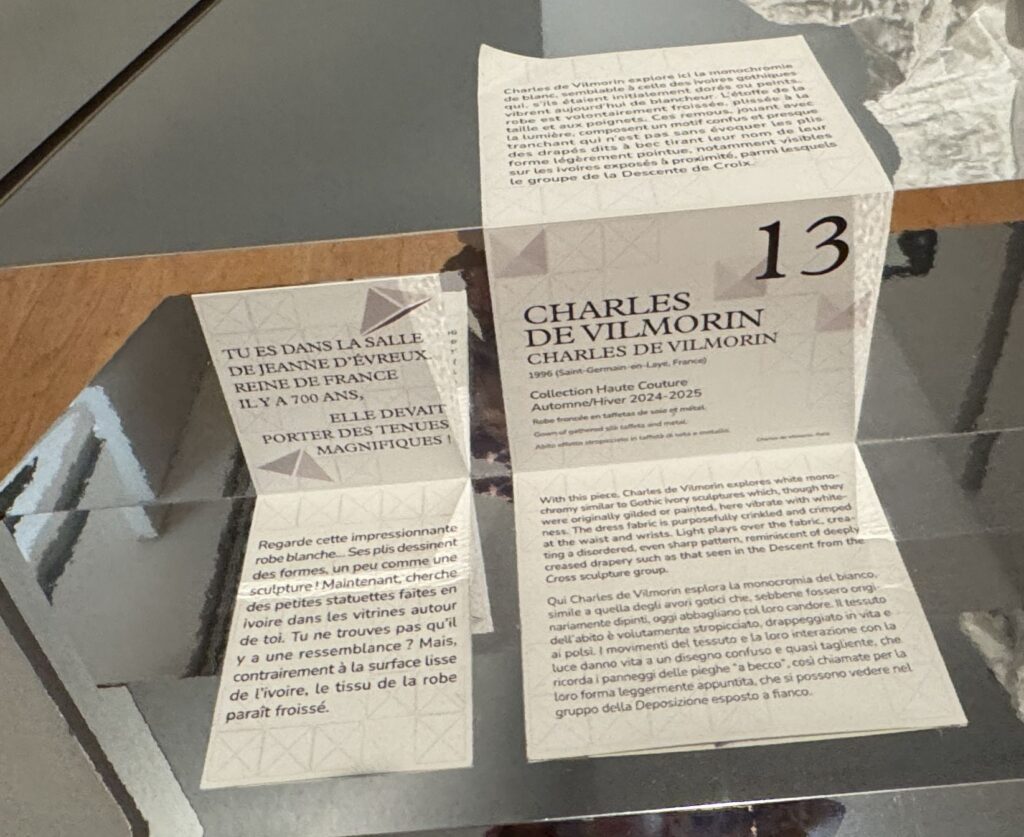 TU ES DANS LA SALLE
DE JEANNE D'ÉVREUX.
REINE DE FRANCE
IL Y A 700 ANS,
ELLE DEVAIT
PORTER DES TENUES
MAGNIFIQUES !
Regarde cette impressionnante
robe blanche... Ses plis dessinent
des formes, un peu comme une
sculpture ! Maintenant, cherche
des petites statuettes faites en
ivoire dans les vitrines autour
de toi. Tu ne trouves pas qu'il
y a une ressemblance ? Mais,
contrairement à la surface lisse
de l'ivoire, le tissu de la robe
paraît froissé.
Charles de Vilmorin explore ici la monochromie
de blanc, semblable à celle des ivoires gothiques
qui, s'ils étaient initialement dorés ou peints,
vibrent aujourd'hui de blancheur. L'étoffe de la
robe est volontairement froissée, plissée à la
taille et aux poignets. Ces remous, jouant avec
la lumière, composent un motif confus et presque
tranchant qui n'est pas sans évoquer les plis
des drapés dits à bec tirant leur nom de leur
forme légèrement pointue, notamment visibles
sur les ivoires exposés à proximité, parmi lesquels
le groupe de la Descente de Croix.
13
CHARLES
DE VILMORIN
CHARLES DE VILMORIN
1996 (Saint-Germain-en-Laye, France)
Collection Haute Couture
Automne/Hiver 2024-2025
Robe froncée en taffetas de soie et métal.
Gown of gathered silk taffeta and metal.
Abito effetto stropicciato in taffetà di seta e metallo.
Charles de Vilmorin, Paris
With this piece, Charles de Vilmorin explores white mono-
chromy similar to Gothic ivory sculptures which, though they
were originally gilded or painted, here vibrate with white-
ness. The dress fabric is purposefully crinkled and crimped
at the waist and wrists. Light plays over the fabric, crea-
ting a disordered, even sharp pattern, reminiscent of deeply
creased drapery such as that seen in the Descent from the
Cross sculpture group.
Qui Charles de Vilmorin esplora la monocromia del bianco,
simile a quella degli avori gotici che, sebbene fossero origi-
nariamente dipinti, oggi abbagliano col loro candore. Il tessuto
dell'abito è volutamente stropicciato, drappeggiato in vita e
ai polsi. I movimenti del tessuto e la loro interazione con la
luce danno vita a un disegno confuso e quasi tagliente, che
ricorda i panneggi delle pieghe "a becco", così chiamate per la
loro forma leggermente appuntita, che si possono vedere nel
gruppo della Deposizione esposto a fianco.